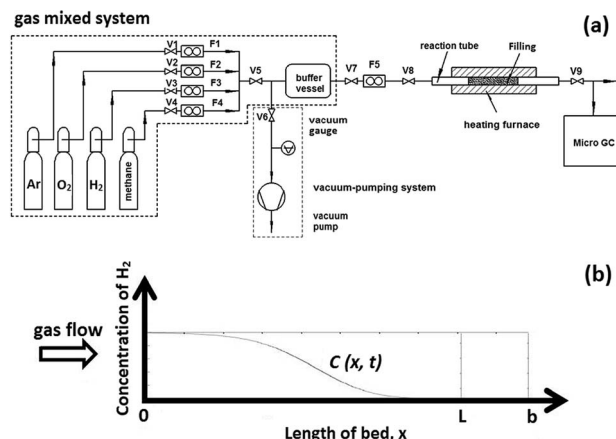 gas mixed system
(a)
V1 F1
V2 F2
V3 F3
V4 F4
V5
buffer
vessel
V7 F5 V8
reaction tube
Filling
V9
heating furnace
Micro GC
V6
vacuum
gauge
vacuum-pumping system
vacuum
pump
Ar O₂ H₂ methane
(b)
Concentration of H₂
gas flow
C (x, t)
0 L b
Length of bed, x